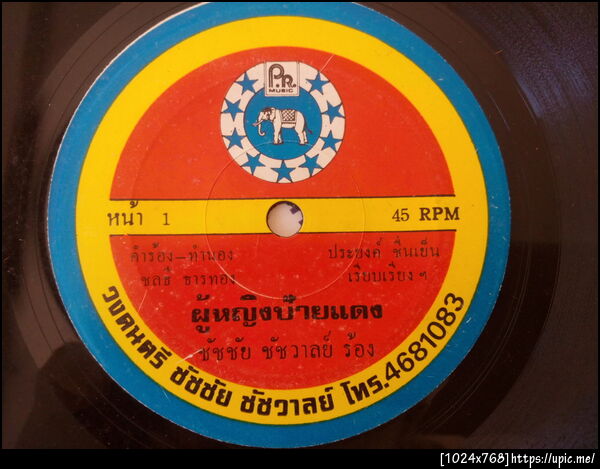 P.R.
MUSIC
หน้า 1
45 RPM
คำร้อง–ทำนอง
ชลธี ธารทอง
ประยงค์ ชื่นเย็น
เรียบเรียง ฯ
ผู้หญิงป้ายแดง
ชัชชัย ชัชวาลย์ ร้อง
วงดนตรี ชัชชัย ชัชวาลย์ โทร.4681083
[1024x768]https://upic.me/